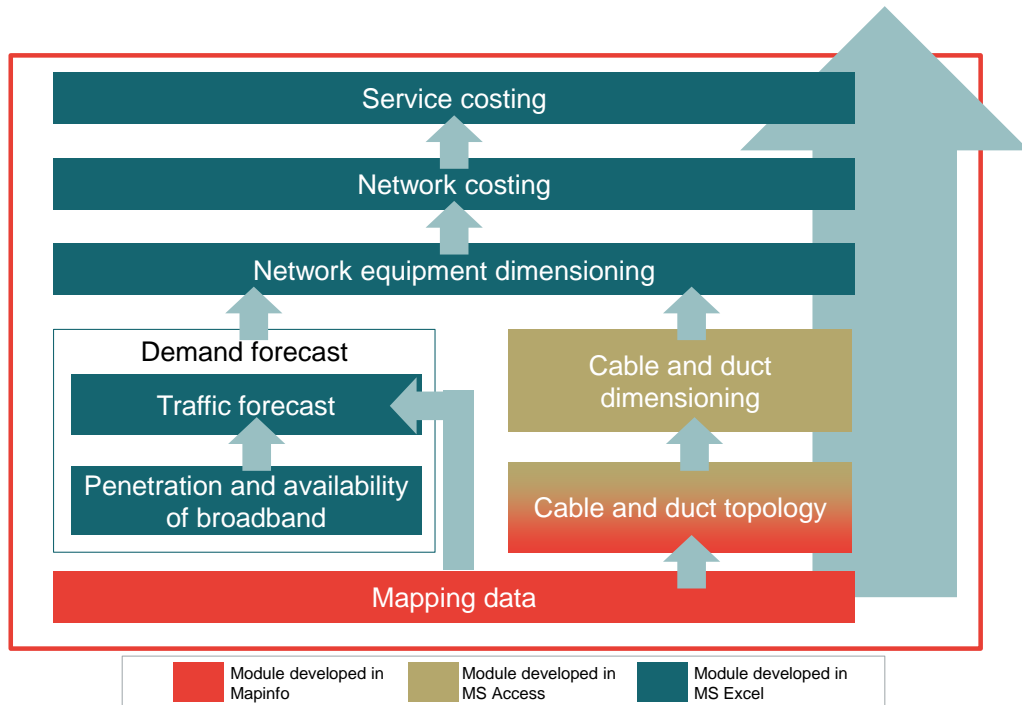 Service costing
Network costing
Network equipment dimensioning
Demand forecast
Traffic forecast
Penetration and availability
of broadband
Cable and duct
dimensioning
Cable and duct topology
Mapping data
Module developed in
Mapinfo
Module developed in
MS Access
Module developed in
MS Excel